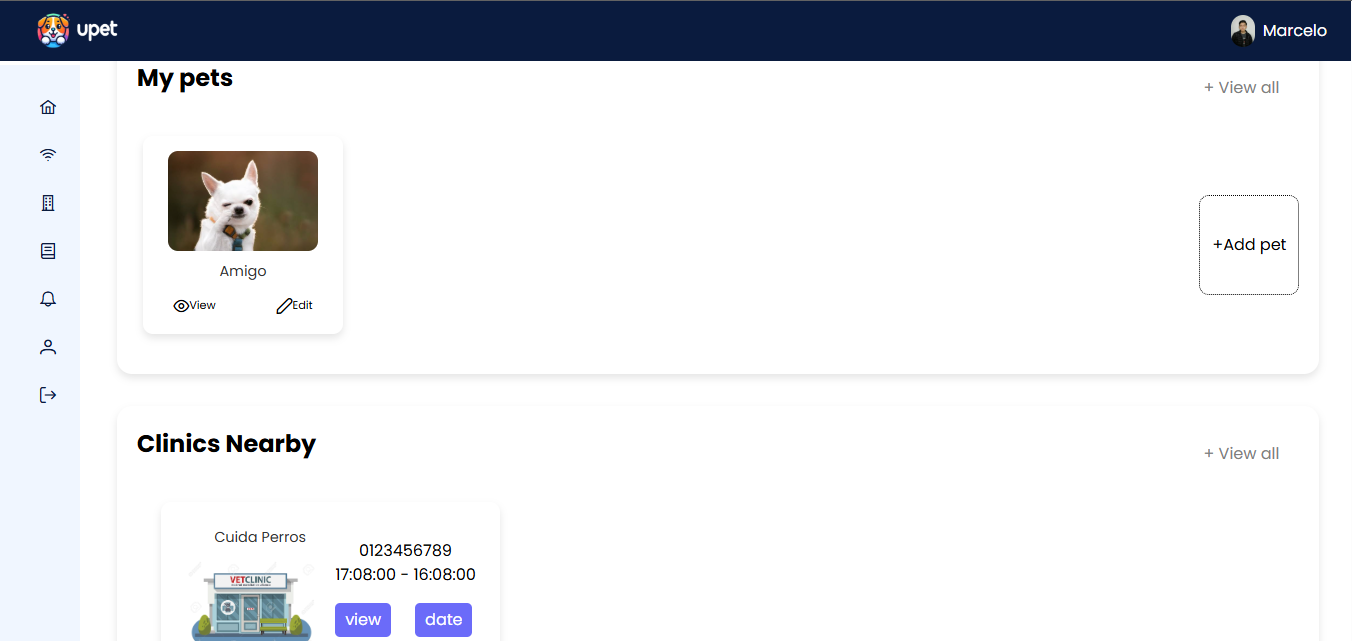 upet
Marcelo
My pets
+ View all
Amigo
View
Edit
+Add pet
Clinics Nearby
+ View all
Cuida Perros
0123456789
17:08:00 - 16:08:00
VETCLINIC
view
date